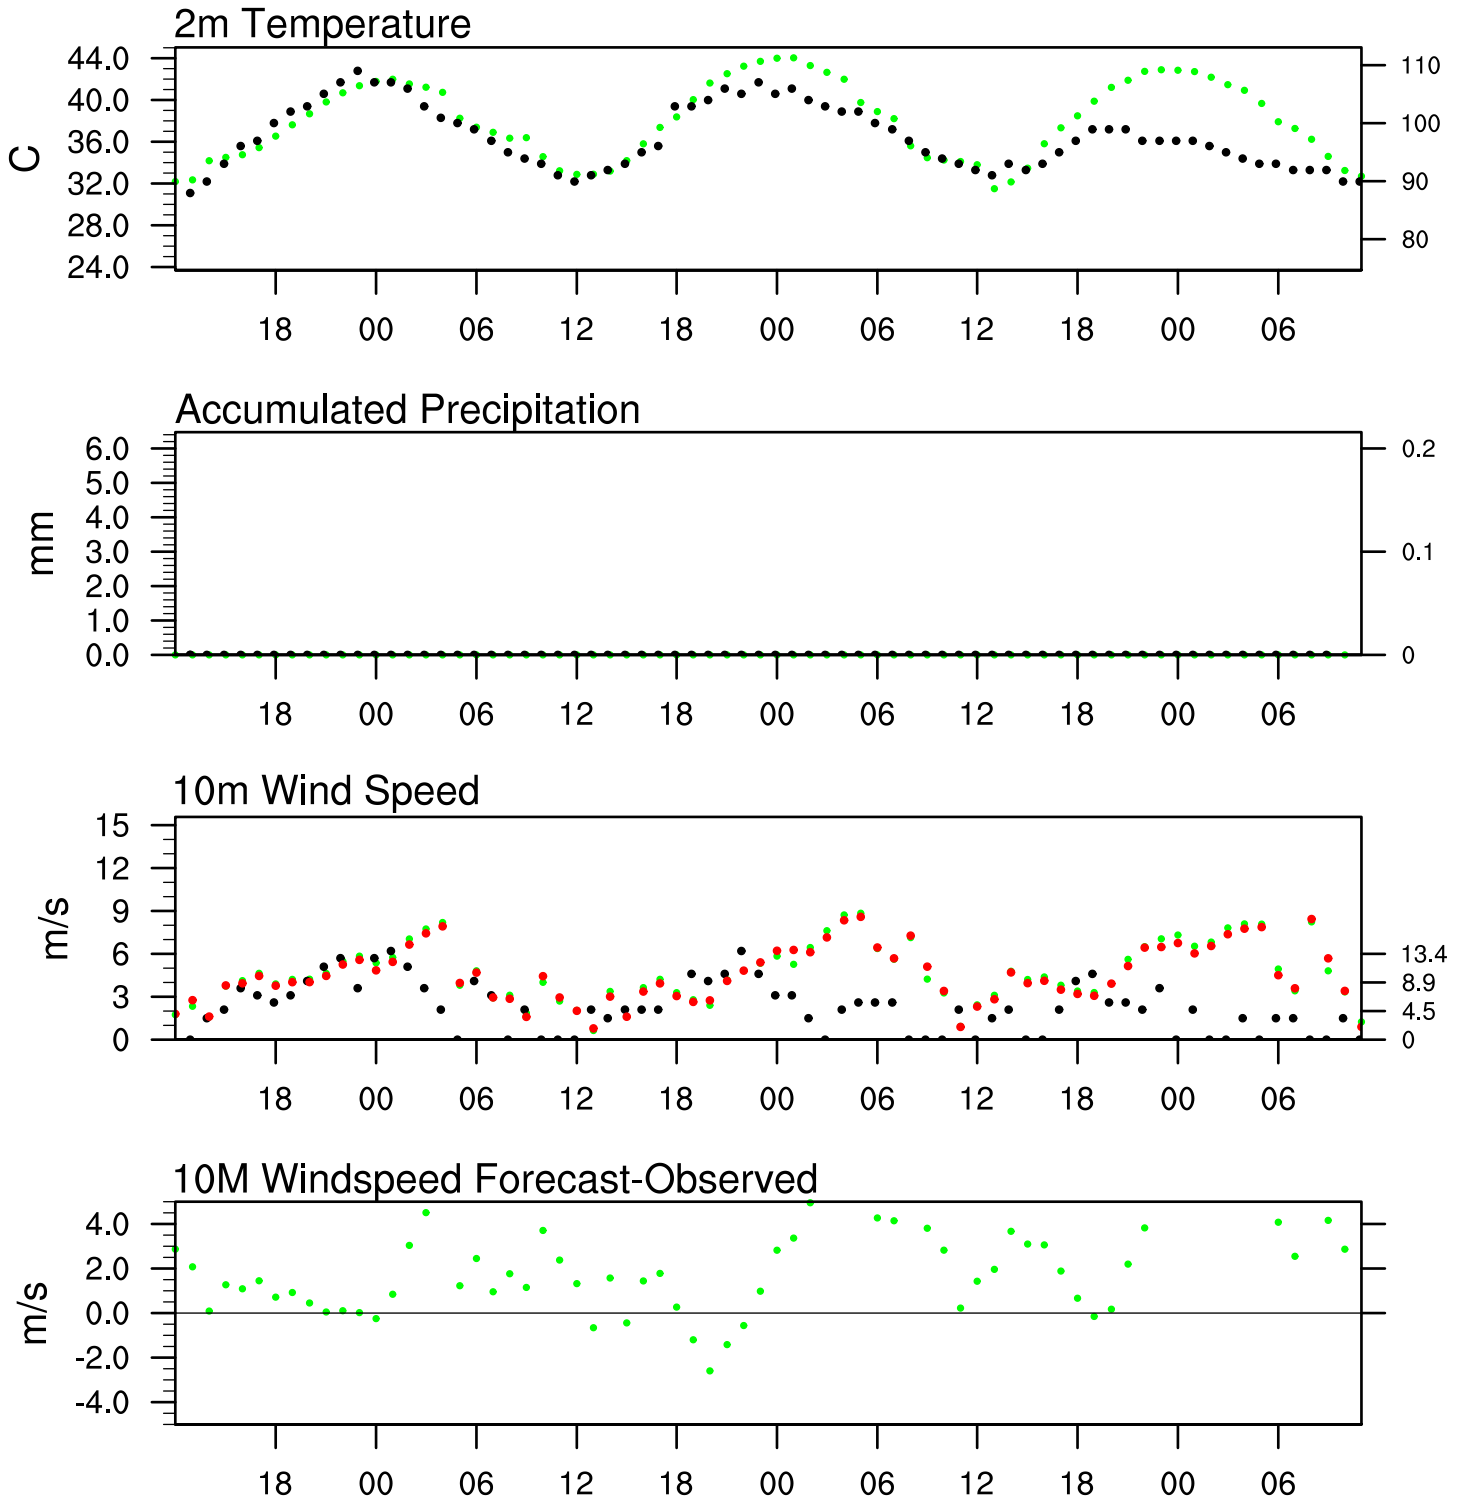 2m Temperature
44.0
40.0
36.0
32.0
28.0
24.0
C
110
100
90
80
18 00 06 12 18 00 06 12 18 00 06
Accumulated Precipitation
6.0
5.0
4.0
3.0
2.0
1.0
0.0
mm
0.2
0.1
0
18 00 06 12 18 00 06 12 18 00 06
10m Wind Speed
15
12
9
6
3
0
m/s
13.4
8.9
4.5
0
18 00 06 12 18 00 06 12 18 00 06
10M Windspeed Forecast-Observed
4.0
2.0
0.0
-2.0
-4.0
m/s
18 00 06 12 18 00 06 12 18 00 06